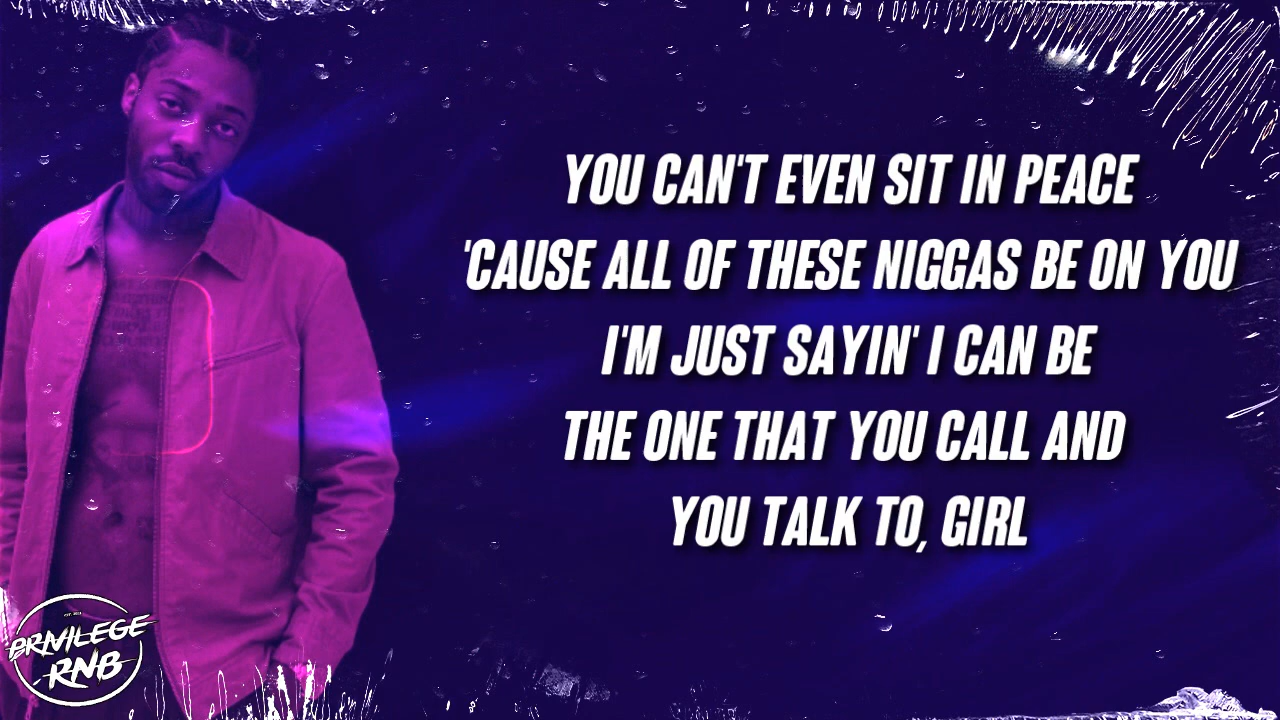 YOU CAN'T EVEN SIT IN PEACE
'CAUSE ALL OF THESE NIGGAS BE ON YOU
I'M JUST SAYIN' I CAN BE
THE ONE THAT YOU CALL AND
YOU TALK TO, GIRL
PRIVILEGE
RNB